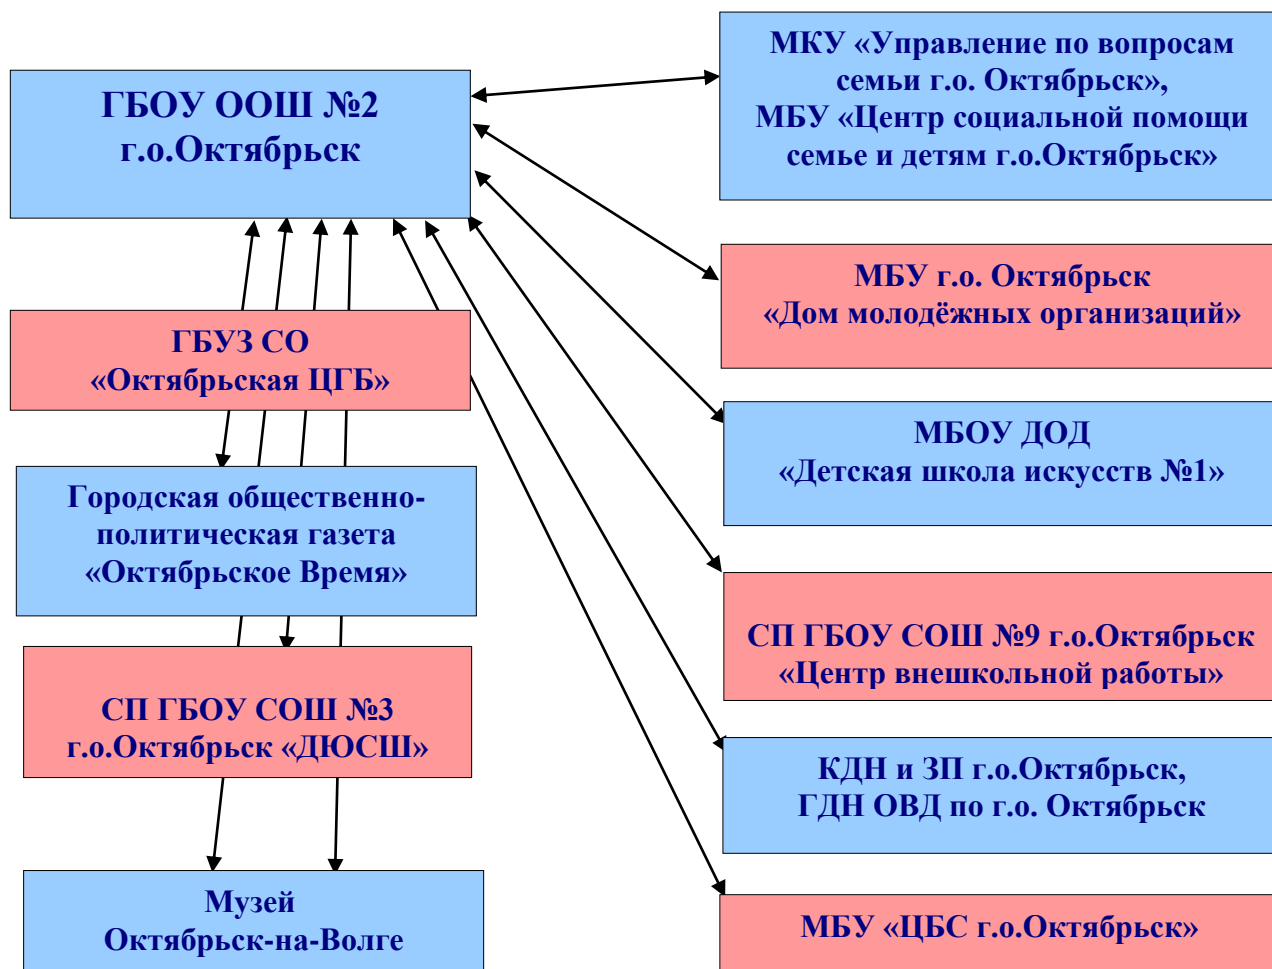 ГБОУ ООШ №2
г.о.Октябрьск
ГБУЗ СО
«Октябрьская ЦГБ»
Городская общественно-
политическая газета
«Октябрьское Время»
СП ГБОУ СОШ №3
г.о.Октябрьск «ДЮСШ»
Музей
Октябрьск-на-Волге
МКУ «Управление по вопросам
семьи г.о. Октябрьск»,
МБУ «Центр социальной помощи
семье и детям г.о.Октябрьск»
МБУ г.о. Октябрьск
«Дом молодёжных организаций»
МБОУ ДОД
«Детская школа искусств №1»
СП ГБОУ СОШ №9 г.о.Октябрьск
«Центр внешкольной работы»
КДН и ЗП г.о.Октябрьск,
ГДН ОВД по г.о. Октябрьск
МБУ «ЦБС г.о.Октябрьск»